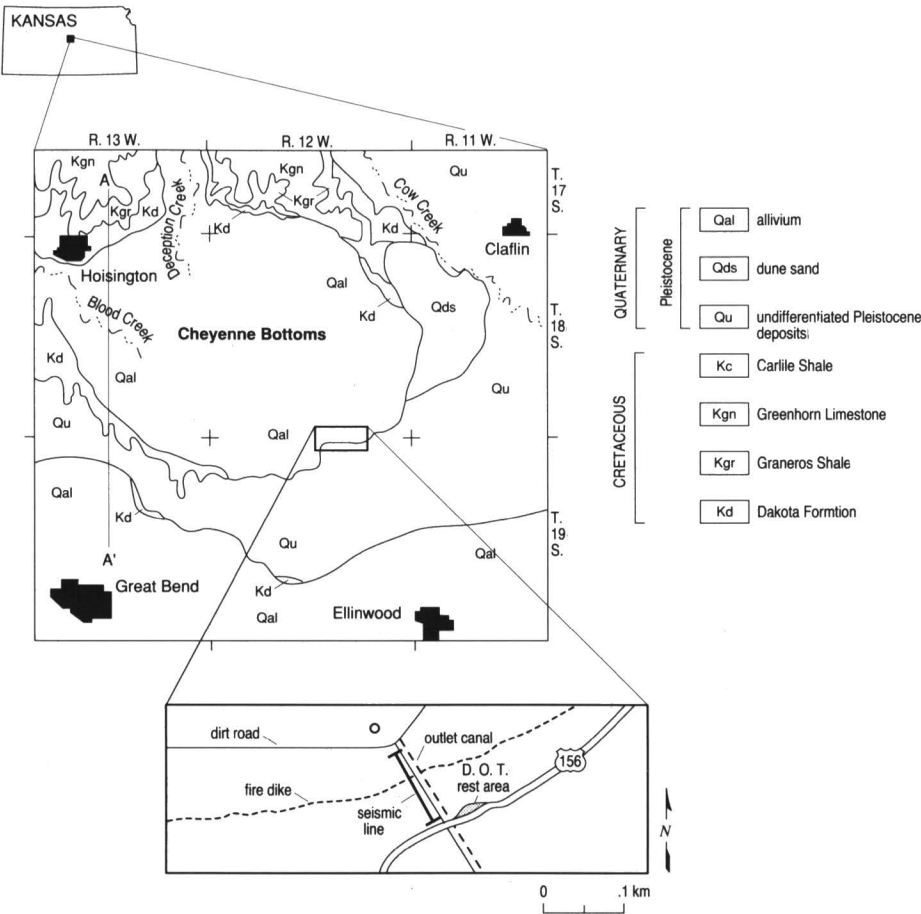 KANSAS
R. 13 W.
R. 12 W.
R. 11 W.
Kgn
A
Kgr
Kd
Deception Creek
Kgn
Kgr
Kd
Cow Creek
Kd
Qu
T.
17
S.
Claflin
Hoisington
Qal
Kd
Qds
Blood Creek
Cheyenne Bottoms
T.
18
S.
Kd
Qal
Qu
Qu
Qal
Qal
Kd
Qu
T.
19
S.
Qal
A'
Great Bend
Kd
Qal
Ellinwood
QUATERNARY
Pleistocene
Qal allivium
Qds dune sand
Qu undifferentiated Pleistocene
deposits
CRETACEOUS
Kc Carlile Shale
Kgn Greenhorn Limestone
Kgr Graneros Shale
Kd Dakota Formtion
dirt road
outlet canal
156
D. O. T.
rest area
fire dike
seismic
line
N
0 .1 km